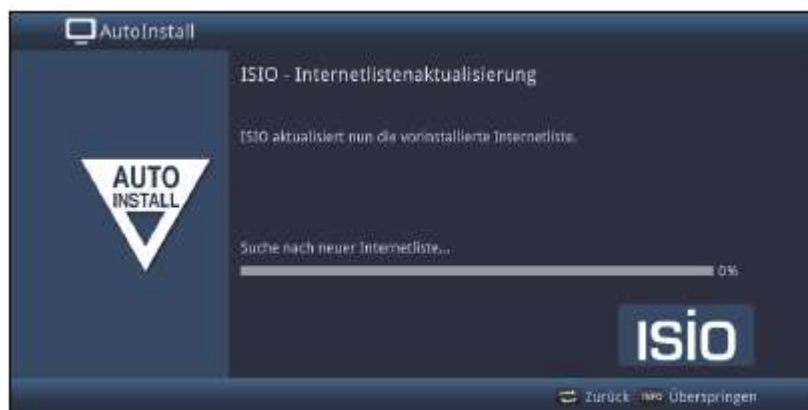 AutoInstall
ISIO - Internetlistenaktualisierung
ISIO aktualisiert nun die vorinstallierte Internetliste.
AUTO
INSTALL
Suche nach neuer Internetliste...
0%
ISIO
Zurück INFO Überspringen